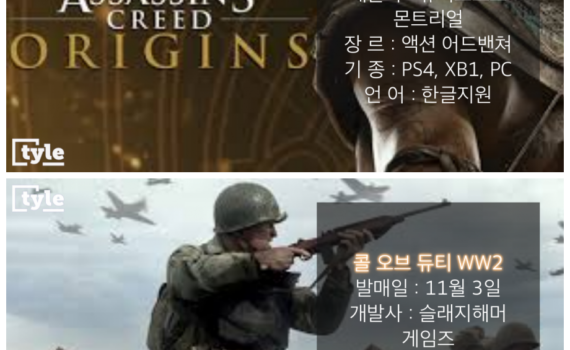 ASSASSIN'S
CREED
ORIGINS
몬트리얼
장 르 : 액션 어드밴쳐
기 종 : PS4, XB1, PC
언 어 : 한글지원
tyle
tyle
콜 오브 듀티 WW2
발매일 : 11월 3일
개발사 : 슬래지해머
게임즈